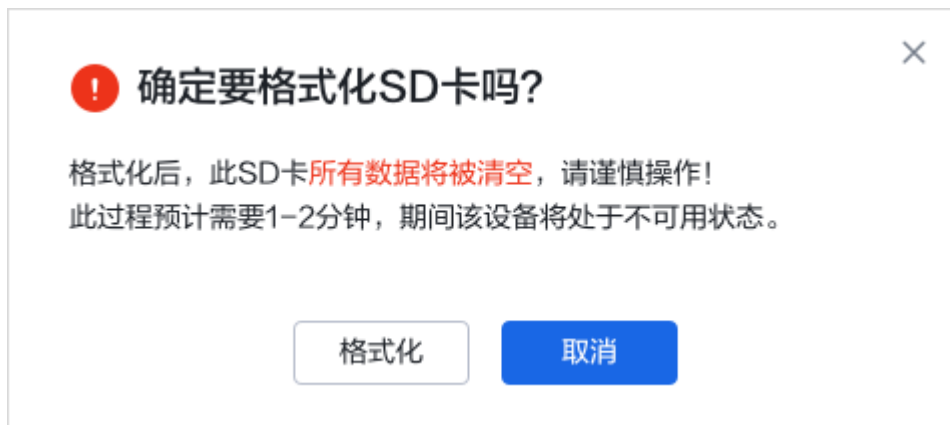 确定要格式化SD卡吗？
格式化后，此SD卡所有数据将被清空，请谨慎操作！
此过程预计需要1-2分钟，期间该设备将处于不可用状态。
格式化
取消